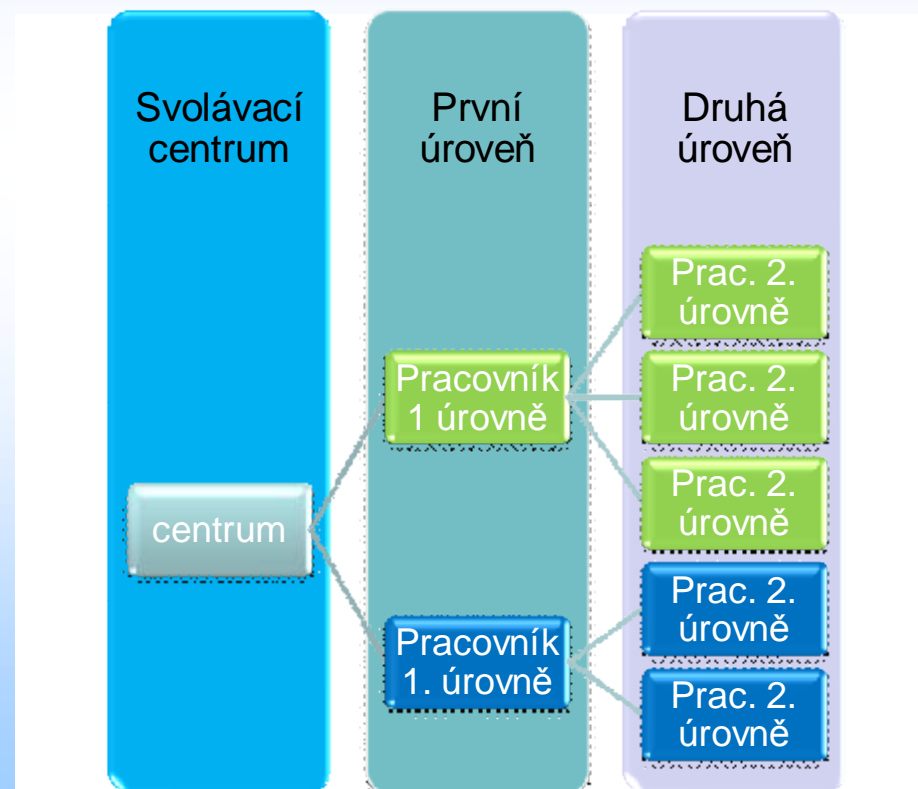 Svolávací
centrum
První
úroveň
Druhá
úroveň
centrum
Pracovník
1 úrovně
Pracovník
1. úrovně
Prac. 2.
úrovně
Prac. 2.
úrovně
Prac. 2.
úrovně
Prac. 2.
úrovně
Prac. 2.
úrovně